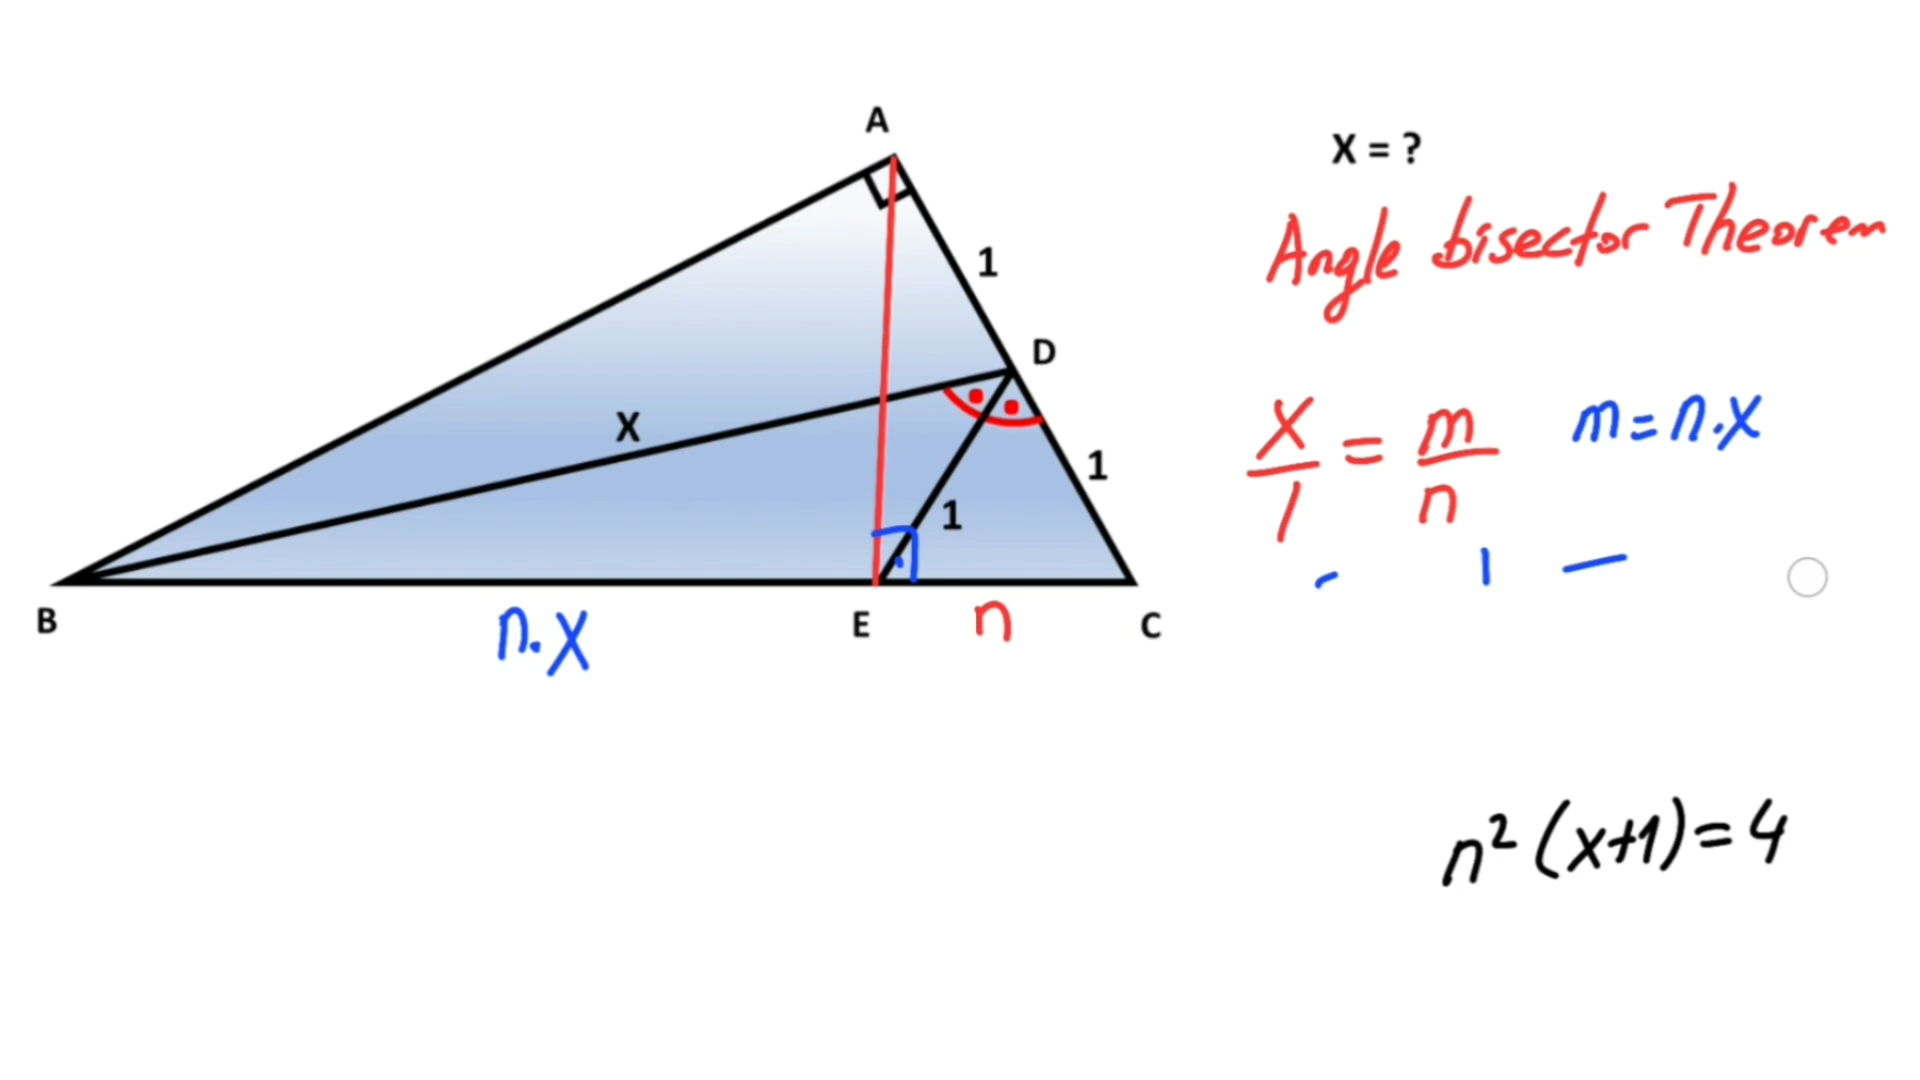 A
X = ?
Angle bisector Theorem
1
D
X
1
1
x/1 = m/n
m = n.x
B
E
n
C
n.x
n²(x+1)=4